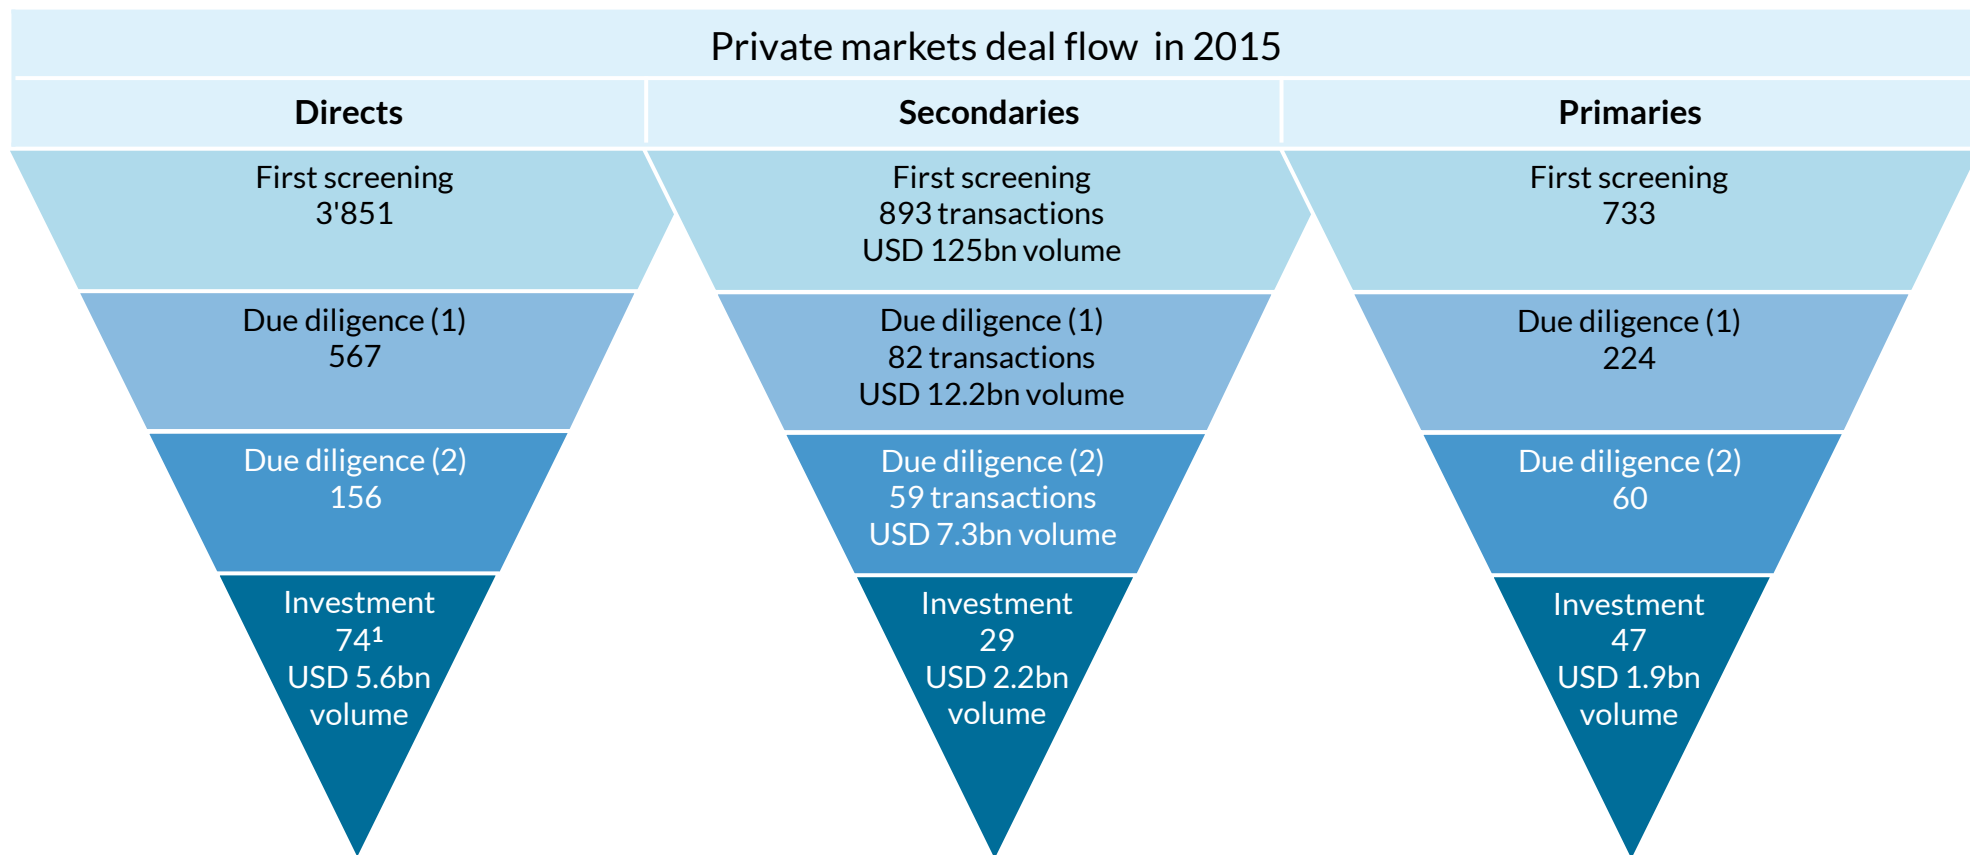 Private markets deal flow in 2015
Directs
Secondaries
Primaries
First screening
3'851
First screening
893 transactions
USD 125bn volume
First screening
733
Due diligence (1)
567
Due diligence (1)
82 transactions
USD 12.2bn volume
Due diligence (1)
224
Due diligence (2)
156
Due diligence (2)
59 transactions
USD 7.3bn volume
Due diligence (2)
60
Investment
74¹
USD 5.6bn
volume
Investment
29
USD 2.2bn
volume
Investment
47
USD 1.9bn
volume